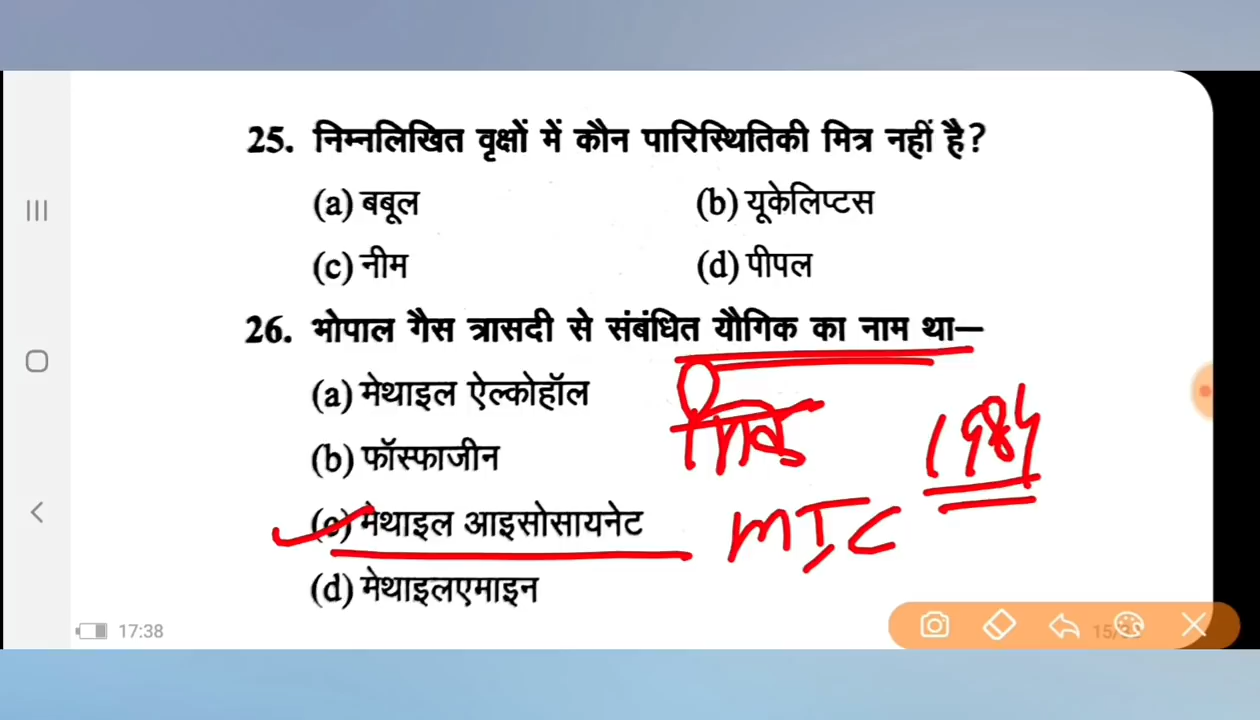 25. निम्नलिखित वृक्षों में कौन पारिस्थितिकी मित्र नहीं है?
(a) बबूल (b) यूकेलिप्टस
(c) नीम (d) पीपल
26. भोपाल गैस त्रासदी से संबंधित यौगिक का नाम था—
(a) मेथाइल ऐल्कोहॉल
(b) फॉस्फाजीन
1984
(c) मेथाइल आइसोसायनेट
MIC
(d) मेथाइलएमाइन
17:38